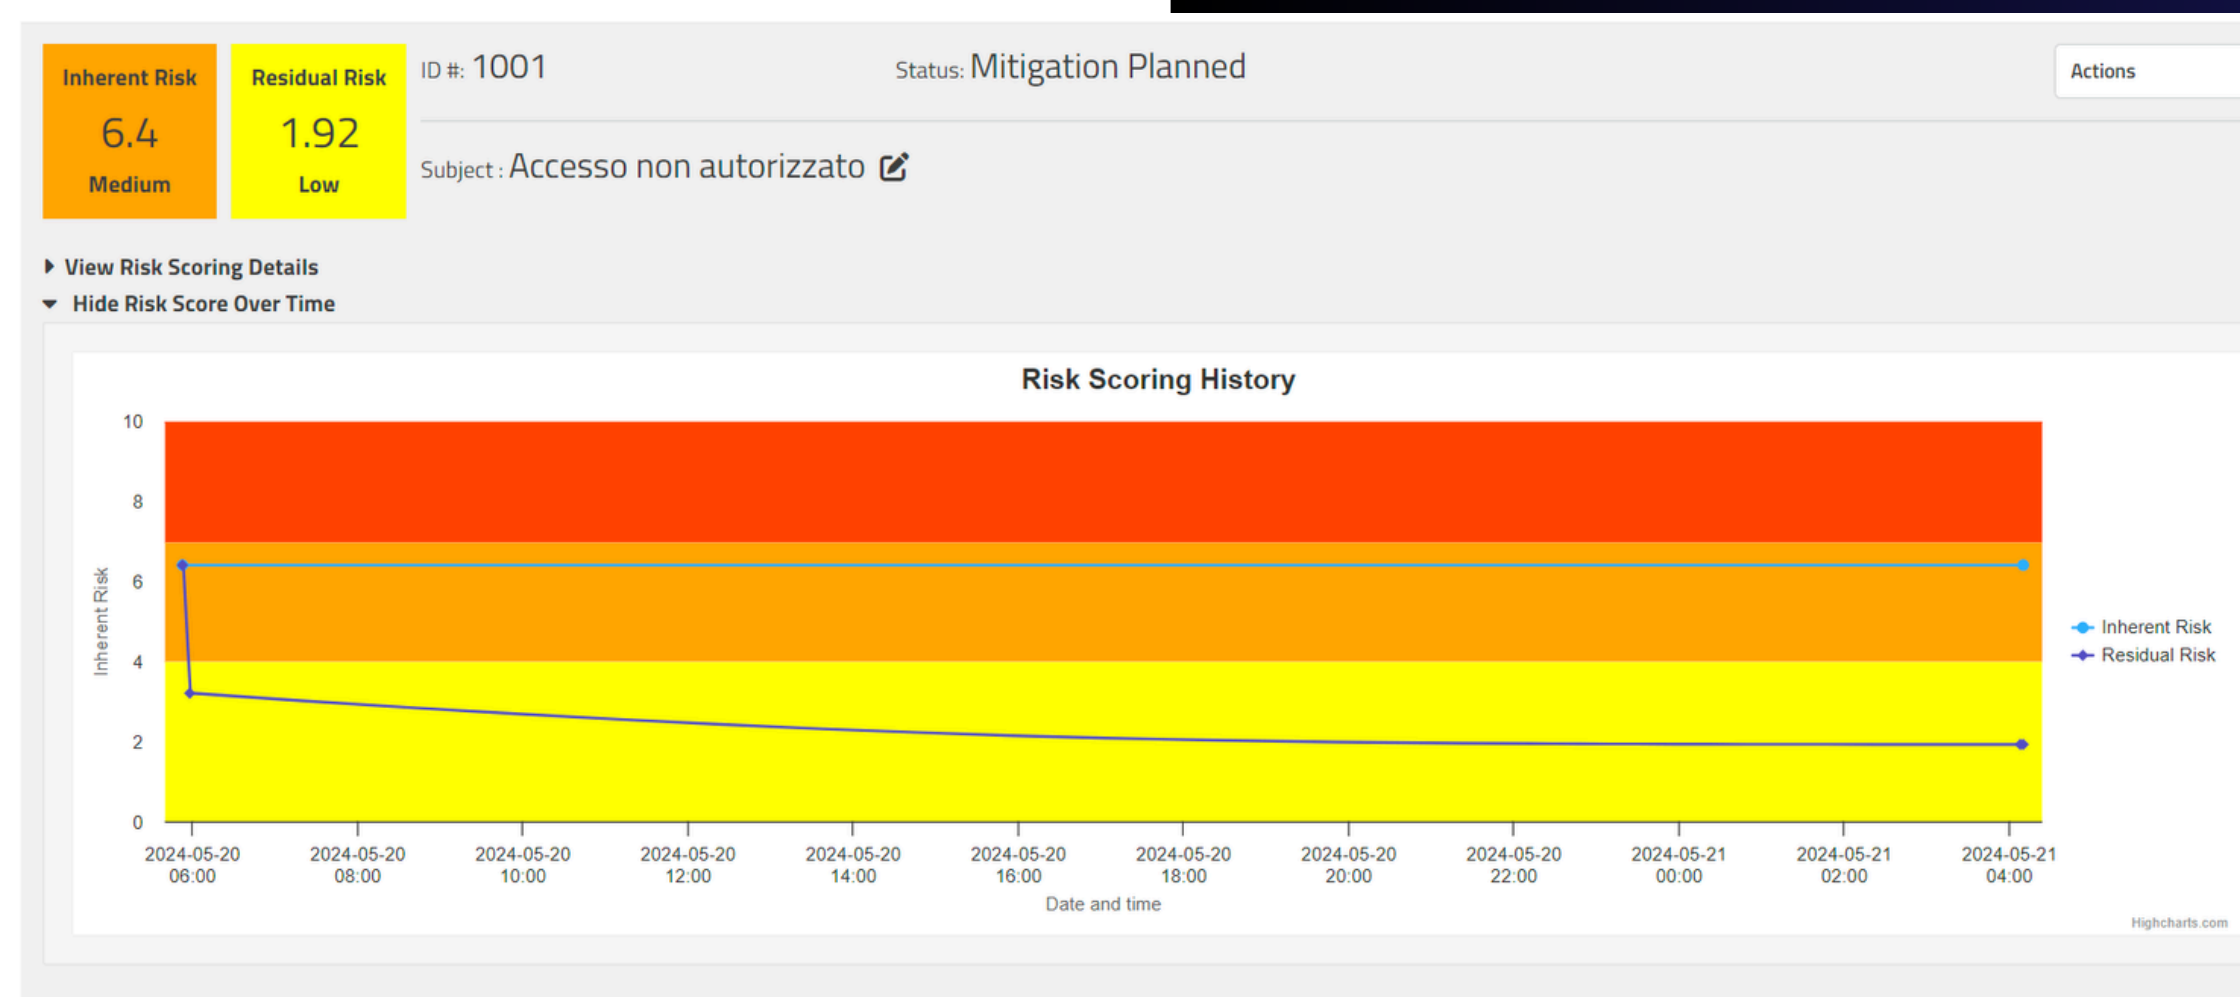 Inherent Risk
6.4
Medium
Residual Risk
1.92
Low
ID #: 1001
Status: Mitigation Planned
Actions
Subject : Accesso non autorizzato
View Risk Scoring Details
Hide Risk Score Over Time
Risk Scoring History
10
8
6
4
2
0
Inherent Risk
2024-05-20 06:00
2024-05-20 08:00
2024-05-20 10:00
2024-05-20 12:00
2024-05-20 14:00
2024-05-20 16:00
2024-05-20 18:00
2024-05-20 20:00
2024-05-20 22:00
2024-05-21 00:00
2024-05-21 02:00
2024-05-21 04:00
Date and time
Inherent Risk
Residual Risk
Highcharts.com